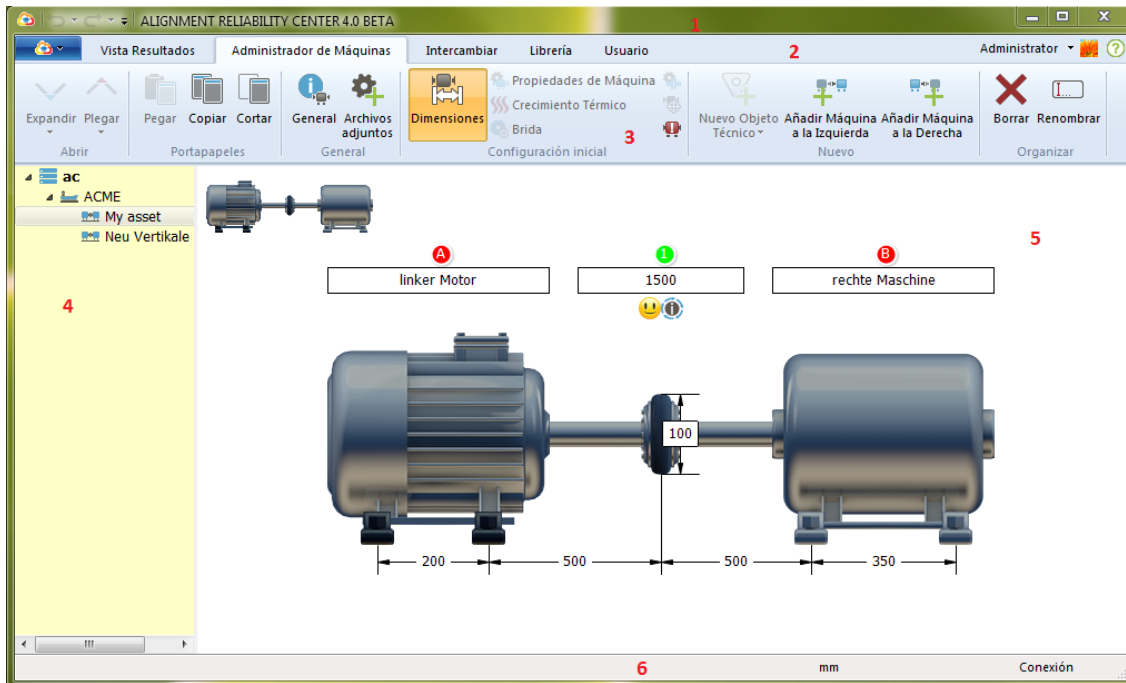 ALIGNMENT RELIABILITY CENTER 4.0 BETA
1
Vista Resultados Administrador de Máquinas Intercambiar Librería Usuario 2 Administrator
Expandir Plegar Pegar Copiar Cortar General Archivos adjuntos Dimensiones
Propiedades de Máquina
Crecimiento Térmico
Brida
3
Nuevo Objeto Técnico Añadir Máquina a la Izquierda Añadir Máquina a la Derecha Borrar Renombrar
Abrir Portapapeles General Configuración inicial Nuevo Organizar
ac
ACME
My asset
Neu Vertikale
4
5
A 1 B
linker Motor 1500 rechte Maschine
100
200 500 500 350
6 mm Conexión